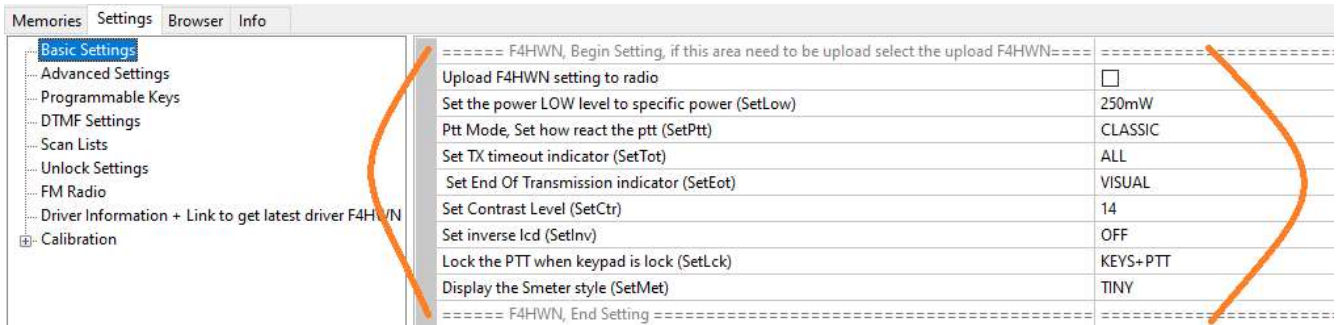 Memories Settings Browser Info
Basic Settings
Advanced Settings
Programmable Keys
DTMF Settings
Scan Lists
Unlock Settings
FM Radio
Driver Information + Link to get latest driver F4HWN
Calibration
====== F4HWN, Begin Setting, if this area need to be upload select the upload F4HWN==== ======================
Upload F4HWN setting to radio
Set the power LOW level to specific power (SetLow) 250mW
Ptt Mode, Set how react the ptt (SetPtt) CLASSIC
Set TX timeout indicator (SetTot) ALL
Set End Of Transmission indicator (SetEot) VISUAL
Set Contrast Level (SetCtr) 14
Set inverse lcd (SetInv) OFF
Lock the PTT when keypad is lock (SetLck) KEYS+PTT
Display the Smeter style (SetMet) TINY
====== F4HWN, End Setting ========================================== ======================